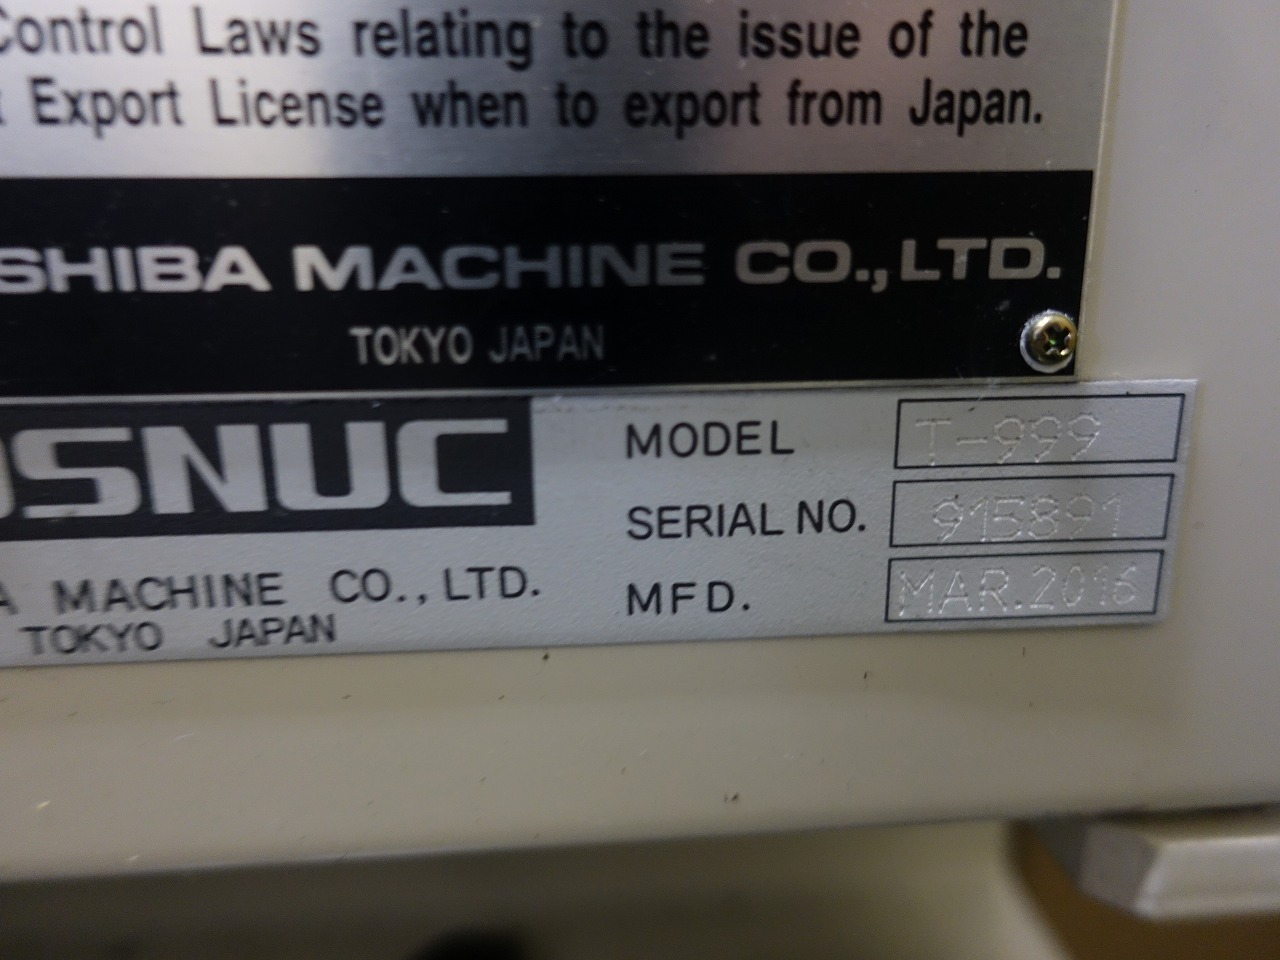 Control Laws relating to the issue of the
Export License when to export from Japan.
SHIBA MACHINE CO., LTD.
TOKYO JAPAN
OSNUC
MODEL T-999
SERIAL NO. 915891
MFD. MAR.2016
A MACHINE CO., LTD.
TOKYO JAPAN